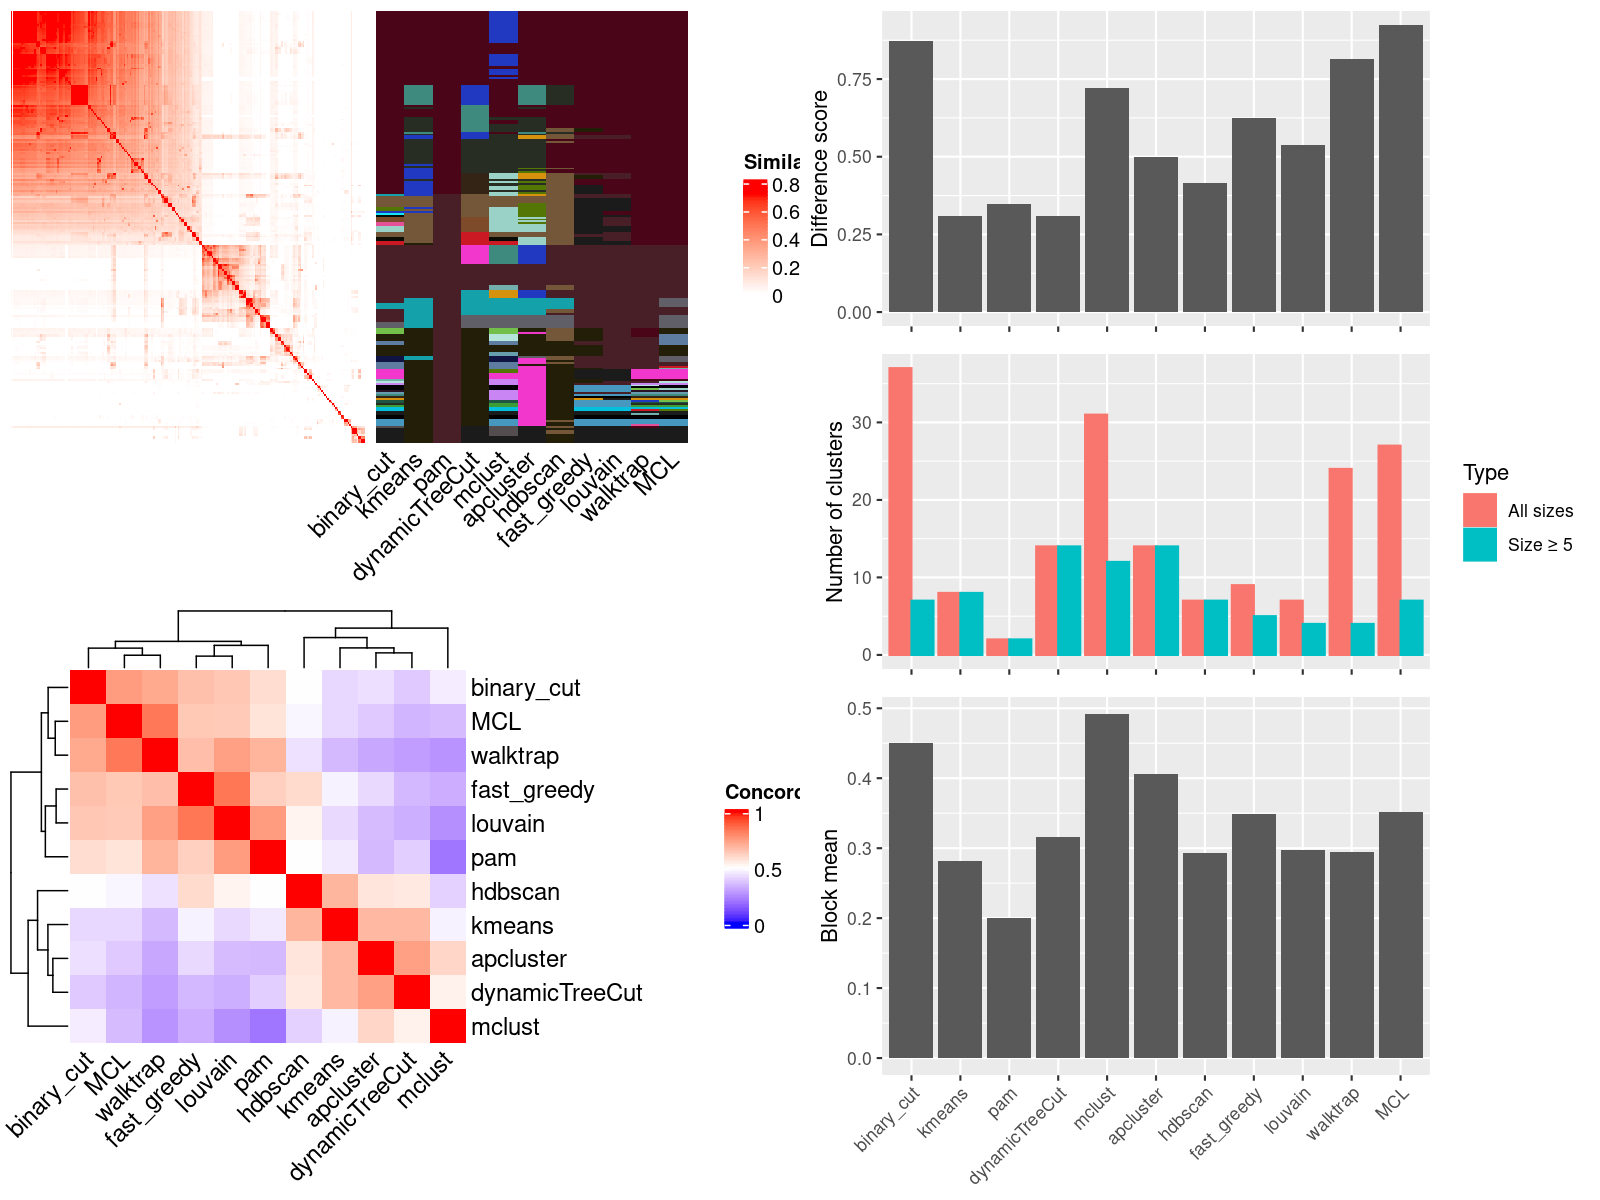 Simila
0.8
0.6
0.4
0.2
0
binary_cut
kmeans
pam
dynamicTreeCut
mclust
apcluster
hdbscan
fast_greedy
louvain
walktrap
MCL
binary_cut
MCL
walktrap
fast_greedy
louvain
pam
hdbscan
kmeans
apcluster
dynamicTreeCut
mclust
binary_cut
MCL
walktrap
fast_greedy
louvain
pam
hdbscan
kmeans
apcluster
dynamicTreeCut
mclust
Concord
1
0.5
0
Difference score
0.75
0.50
0.25
0.00
Number of clusters
30
20
10
0
Type
All sizes
Size ≥ 5
Block mean
0.5
0.4
0.3
0.2
0.1
0.0
binary_cut
kmeans
pam
dynamicTreeCut
mclust
apcluster
hdbscan
fast_greedy
louvain
walktrap
MCL